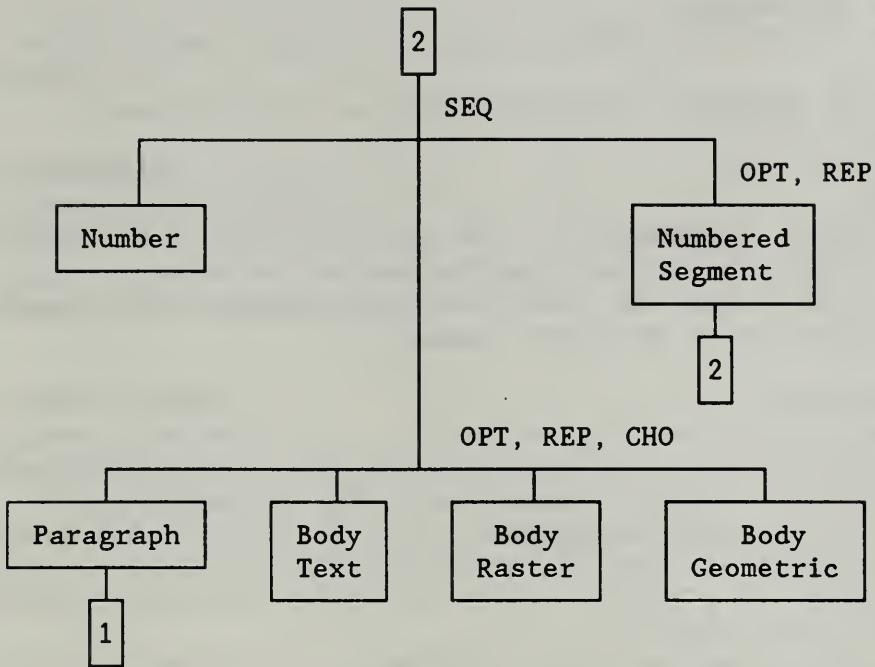 2
SEQ
OPT, REP
Number
Numbered
Segment
2
OPT, REP, CHO
Paragraph
Body
Text
Body
Raster
Body
Geometric
1